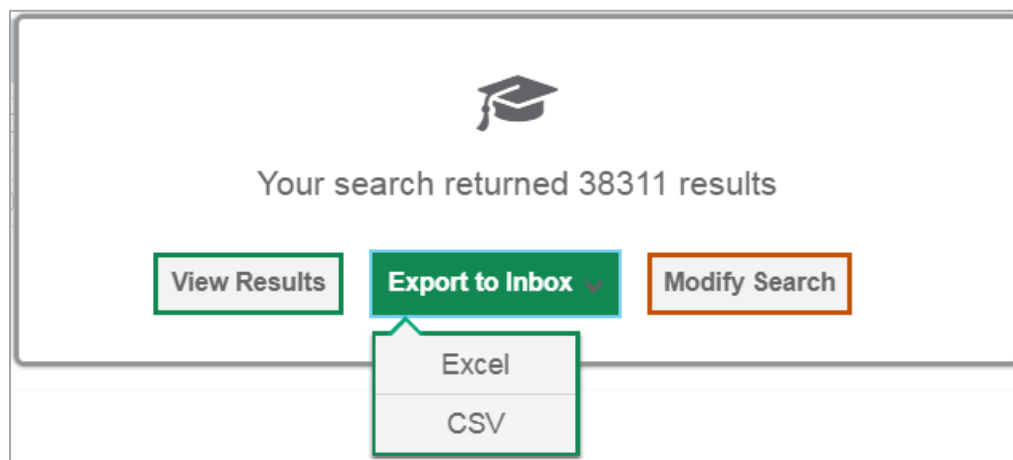 Your search returned 38311 results
View Results
Export to Inbox
Modify Search
Excel
CSV